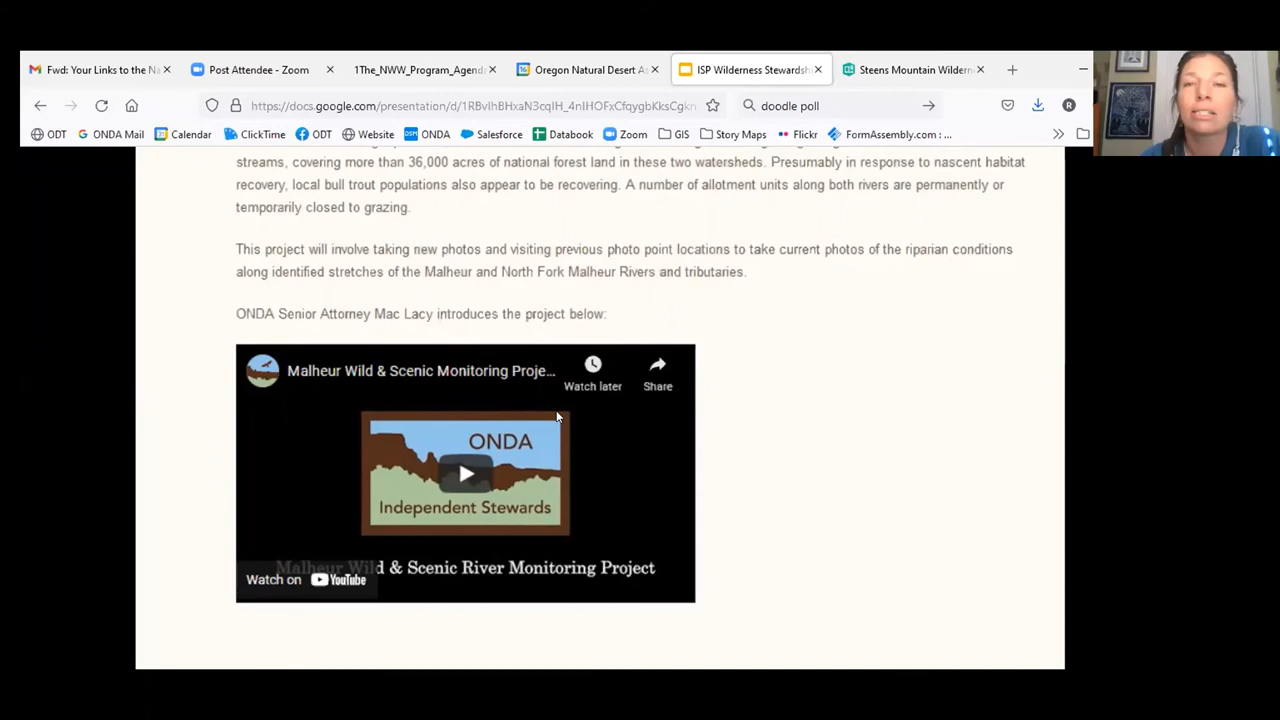 Fwd: Your Links to the Na
Post Attendee - Zoom
1The_NWW_Program_Agend
Oregon Natural Desert As
ISP Wilderness Stewardsh
Steens Mountain Wildern
https://docs.google.com/presentation/d/1RBvIhBHxaN3cqIH_4nIHOFxCfqygbKksCgkn
doodle poll
ODT
ONDA Mail
Calendar
ClickTime
ODT
Website
ONDA
Salesforce
Databook
Zoom
GIS
Story Maps
Flickr
FormAssembly.com : ...
streams, covering more than 36,000 acres of national forest land in these two watersheds. Presumably in response to nascent habitat
recovery, local bull trout populations also appear to be recovering. A number of allotment units along both rivers are permanently or
temporarily closed to grazing.
This project will involve taking new photos and visiting previous photo point locations to take current photos of the riparian conditions
along identified stretches of the Malheur and North Fork Malheur Rivers and tributaries.
ONDA Senior Attorney Mac Lacy introduces the project below:
Malheur Wild & Scenic Monitoring Proje...
Watch later
Share
ONDA
Independent Stewards
Malheur Wild & Scenic River Monitoring Project
Watch on YouTube